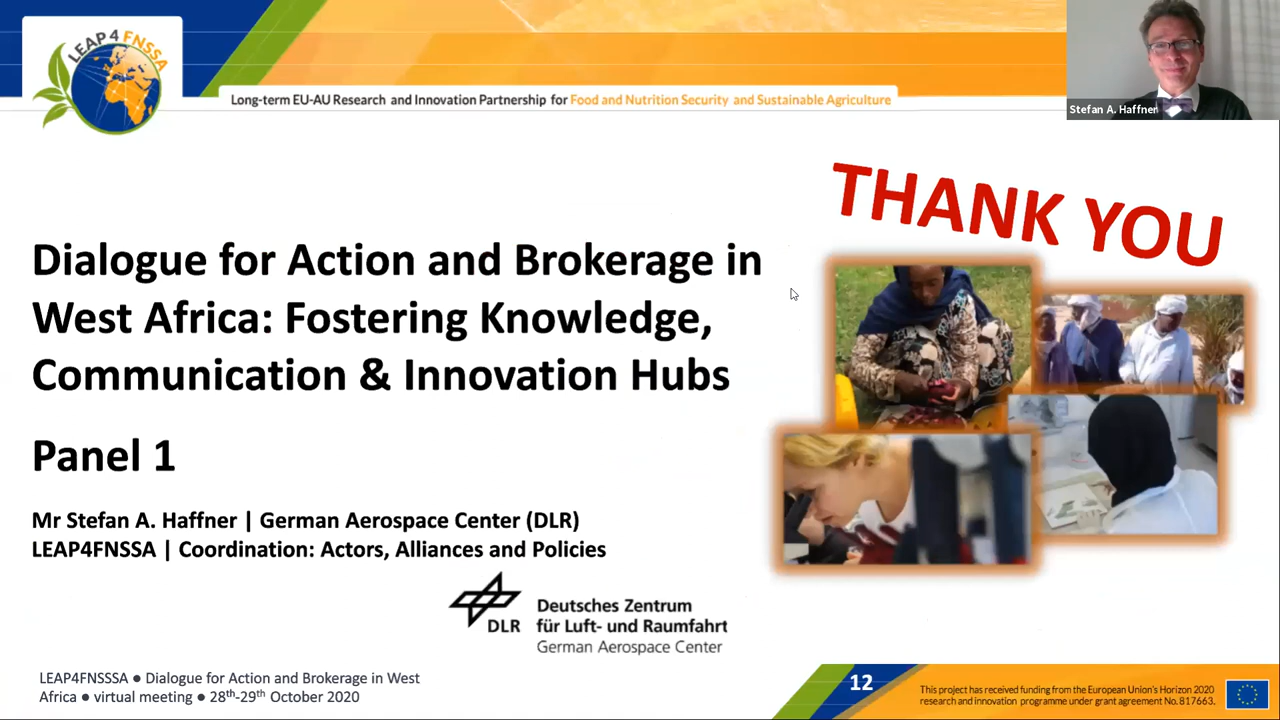 LEAP 4 FNSSA
Long-term EU-AU Research and Innovation Partnership for Food and Nutrition Security and Sustainable Agriculture
Stefan A. Haffner
THANK YOU
Dialogue for Action and Brokerage in
West Africa: Fostering Knowledge,
Communication & Innovation Hubs
Panel 1
Mr Stefan A. Haffner | German Aerospace Center (DLR)
LEAP4FNSSA | Coordination: Actors, Alliances and Policies
DLR
Deutsches Zentrum
für Luft- und Raumfahrt
German Aerospace Center
LEAP4FNSSSA ● Dialogue for Action and Brokerage in West
Africa ● virtual meeting ● 28th-29th October 2020
12
This project has received funding from the European Union's Horizon 2020
research and innovation programme under grant agreement No. 817663.